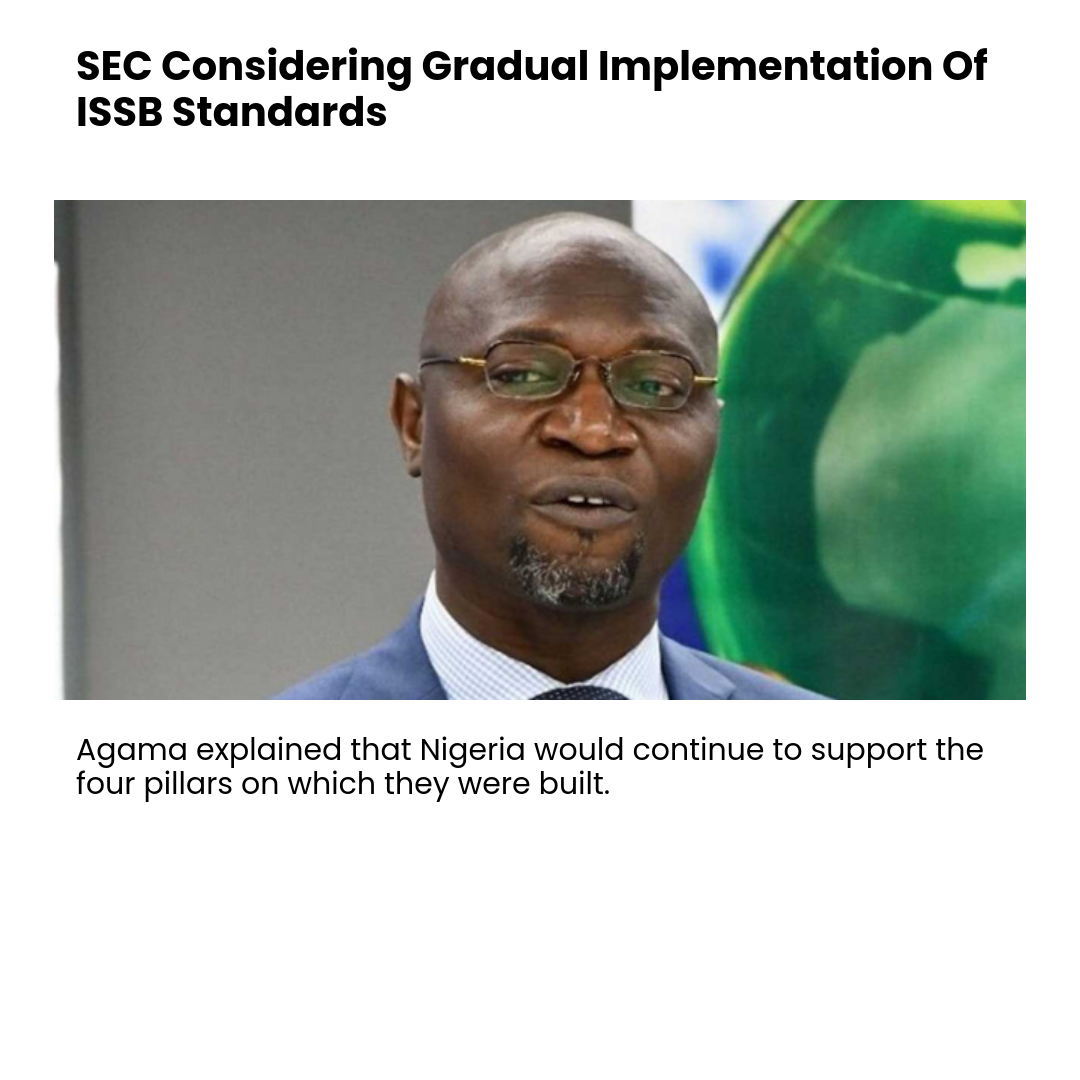 SEC Considering Gradual Implementation Of
ISSB Standards
Agama explained that Nigeria would continue to support the
four pillars on which they were built.